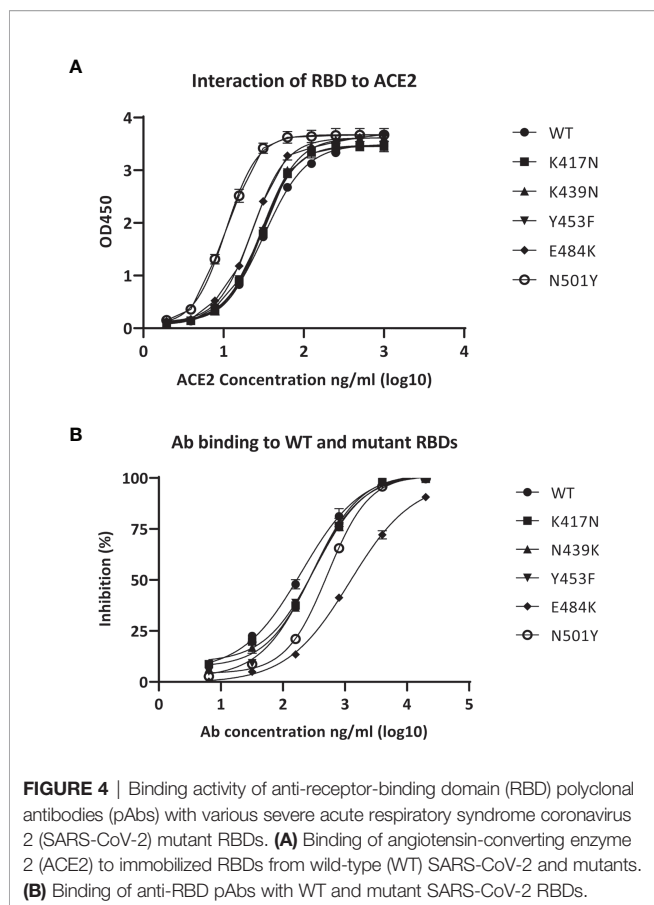 A
Interaction of RBD to ACE2
OD450
4
3
2
1
0
0 1 2 3 4
ACE2 Concentration ng/ml (log10)
WT
K417N
K439N
Y453F
E484K
N501Y
B
Ab binding to WT and mutant RBDs
Inhibition (%)
100
75
50
25
0
0 1 2 3 4 5
Ab concentration ng/ml (log10)
WT
K417N
N439K
Y453F
E484K
N501Y
FIGURE 4 | Binding activity of anti-receptor-binding domain (RBD) polyclonal
antibodies (pAbs) with various severe acute respiratory syndrome coronavirus
2 (SARS-CoV-2) mutant RBDs. (A) Binding of angiotensin-converting enzyme
2 (ACE2) to immobilized RBDs from wild-type (WT) SARS-CoV-2 and mutants.
(B) Binding of anti-RBD pAbs with WT and mutant SARS-CoV-2 RBDs.